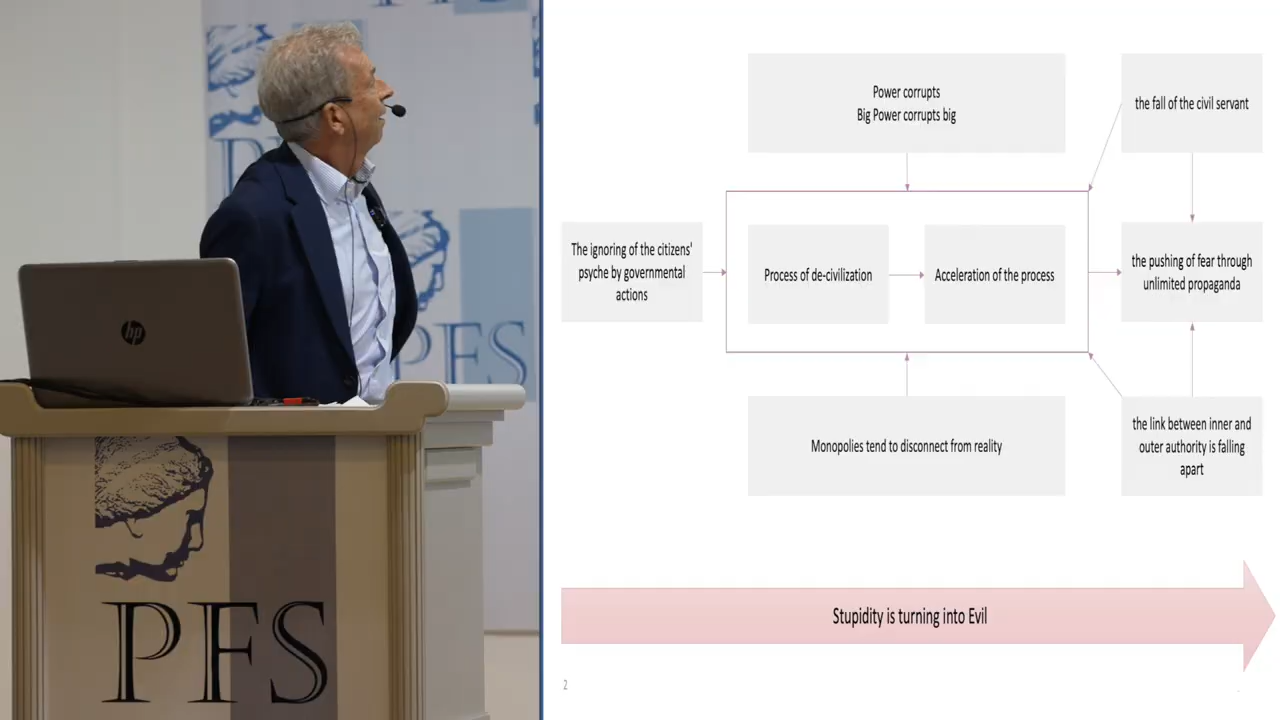 PFS
PFS
hp
PFS
Power corrupts
Big Power corrupts big
the fall of the civil servant
The ignoring of the citizens'
psyche by governmental
actions
Process of de-civilization
Acceleration of the process
the pushing of fear through
unlimited propaganda
Monopolies tend to disconnect from reality
the link between inner and
outer authority is falling
apart
Stupidity is turning into Evil
2